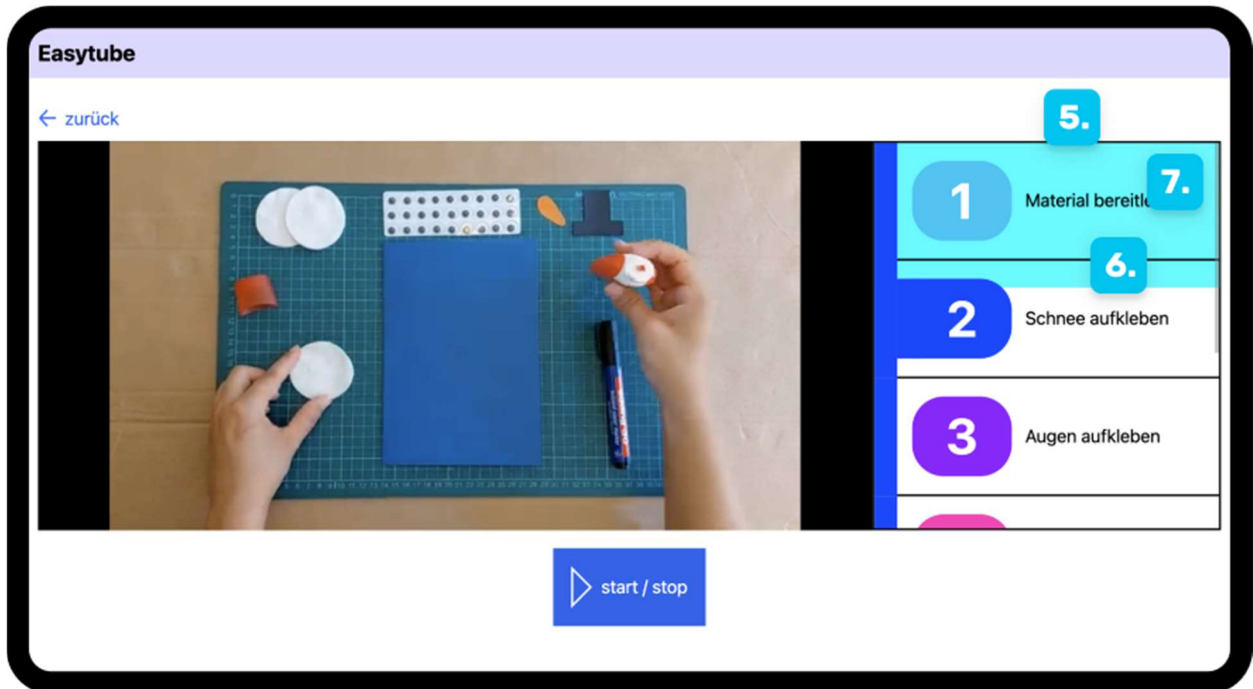 Easytube
← zurück
5.
7.
1 Material bereitle
6.
2 Schnee aufkleben
3 Augen aufkleben
start / stop